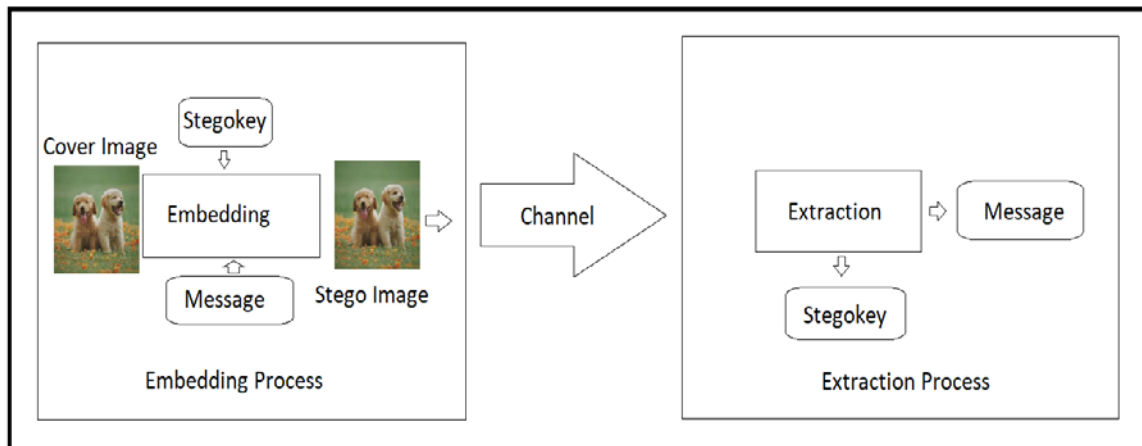 Stegokey
Cover Image
Embedding
Message
Stego Image
Embedding Process
Channel
Extraction
Message
Stegokey
Extraction Process